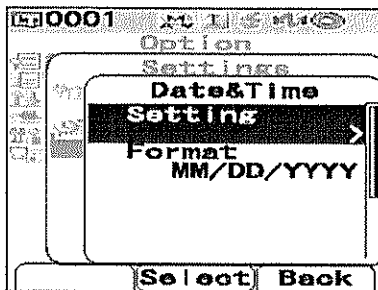 0001
Option
Settings
Date&Time
Setting
Format
MM/DD/YYYY
Select Back